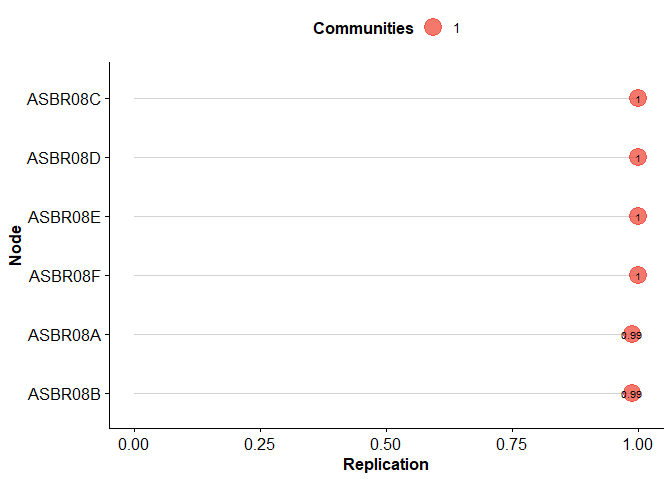 Communities 1
ASBR08C 1
ASBR08D 1
ASBR08E 1
ASBR08F 1
ASBR08A 0.99
ASBR08B 0.99
Node
0.00 0.25 0.50 0.75 1.00
Replication